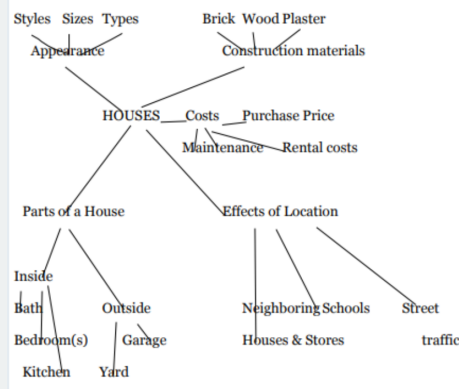 Styles Sizes Types Brick Wood Plaster
Appearance Construction materials
HOUSES Costs Purchase Price
Maintenance Rental costs
Parts of a House Effects of Location
Inside
Bath Outside Neighboring Schools Street
Bedroom(s) Garage Houses & Stores traffic
Kitchen Yard